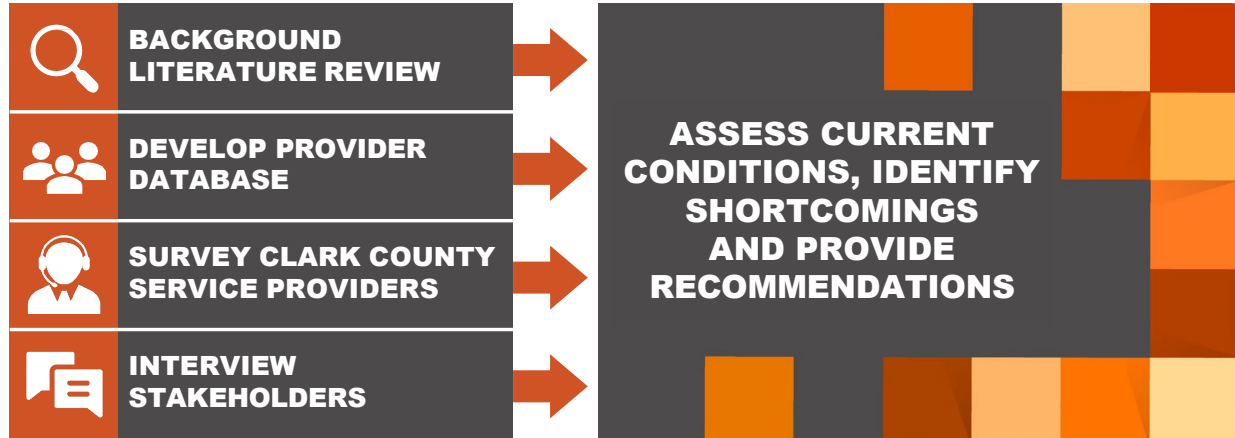 BACKGROUND
LITERATURE REVIEW
DEVELOP PROVIDER
DATABASE
SURVEY CLARK COUNTY
SERVICE PROVIDERS
INTERVIEW
STAKEHOLDERS
ASSESS CURRENT
CONDITIONS, IDENTIFY
SHORTCOMINGS
AND PROVIDE
RECOMMENDATIONS